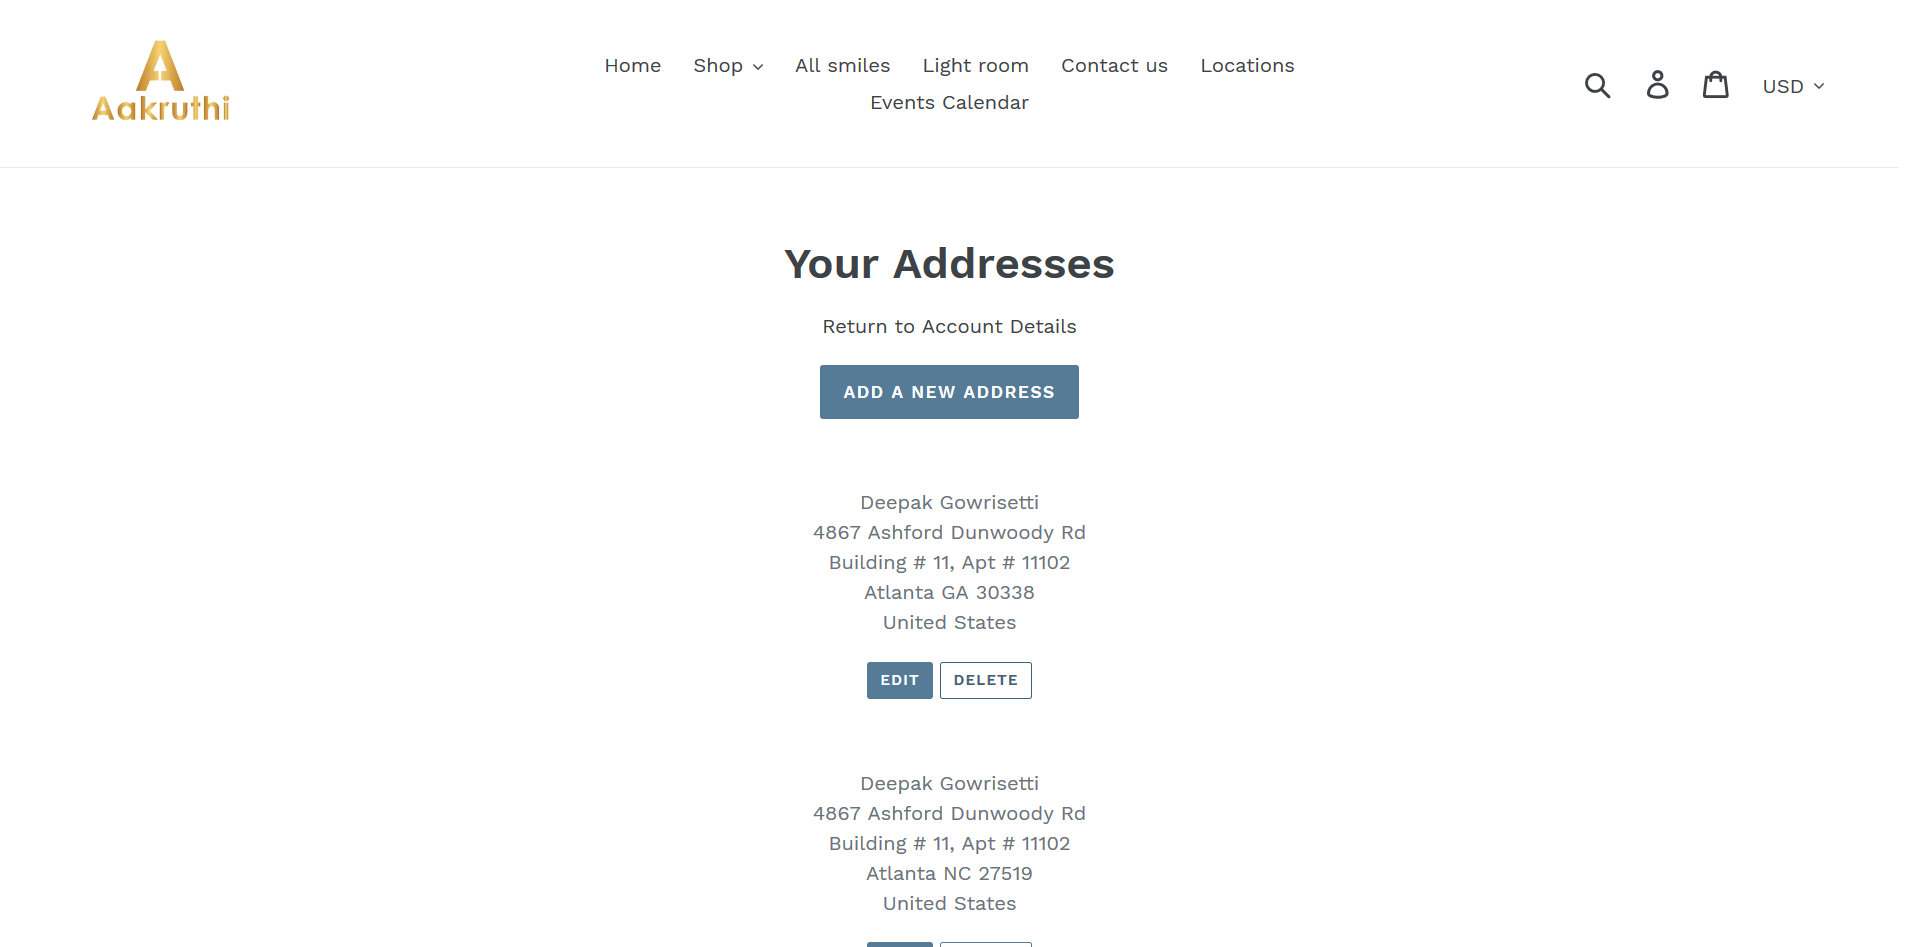 Aakruthi
Home Shop All smiles Light room Contact us Locations
Events Calendar
USD
Your Addresses
Return to Account Details
ADD A NEW ADDRESS
Deepak Gowrisetti
4867 Ashford Dunwoody Rd
Building # 11, Apt # 11102
Atlanta GA 30338
United States
EDIT DELETE
Deepak Gowrisetti
4867 Ashford Dunwoody Rd
Building # 11, Apt # 11102
Atlanta NC 27519
United States